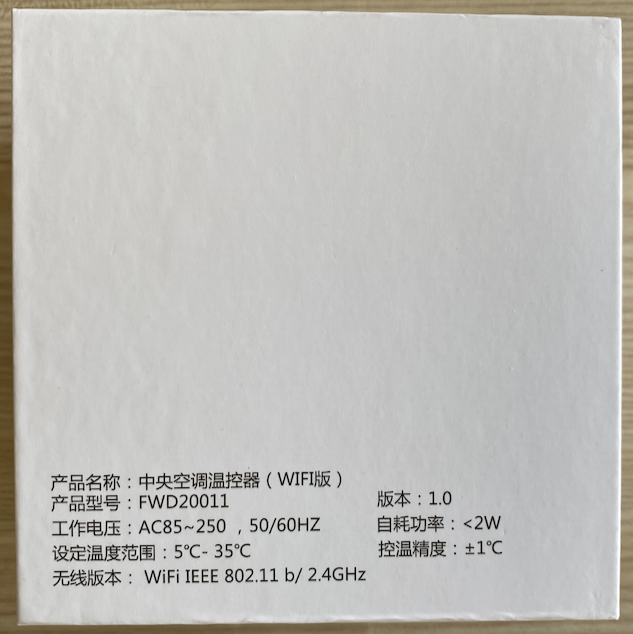 产品名称：中央空调温控器（WIFI版）
产品型号：FWD20011 版本：1.0
工作电压：AC85~250 ，50/60HZ 自耗功率：<2W
设定温度范围：5℃- 35℃ 控温精度：±1℃
无线版本： WiFi IEEE 802.11 b/ 2.4GHz